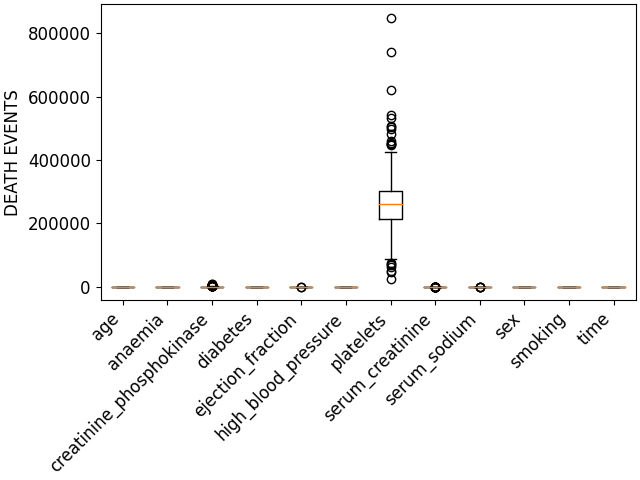 DEATH EVENTS
800000
600000
400000
200000
0
age
anaemia
creatinine_phosphokinase
diabetes
ejection_fraction
high_blood_pressure
platelets
serum_creatinine
serum_sodium
sex
smoking
time